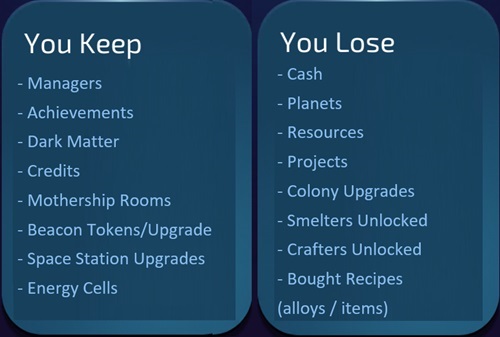 You Keep
- Managers
- Achievements
- Dark Matter
- Credits
- Mothership Rooms
- Beacon Tokens/Upgrade
- Space Station Upgrades
- Energy Cells
You Lose
- Cash
- Planets
- Resources
- Projects
- Colony Upgrades
- Smelters Unlocked
- Crafters Unlocked
- Bought Recipes
(alloys / items)